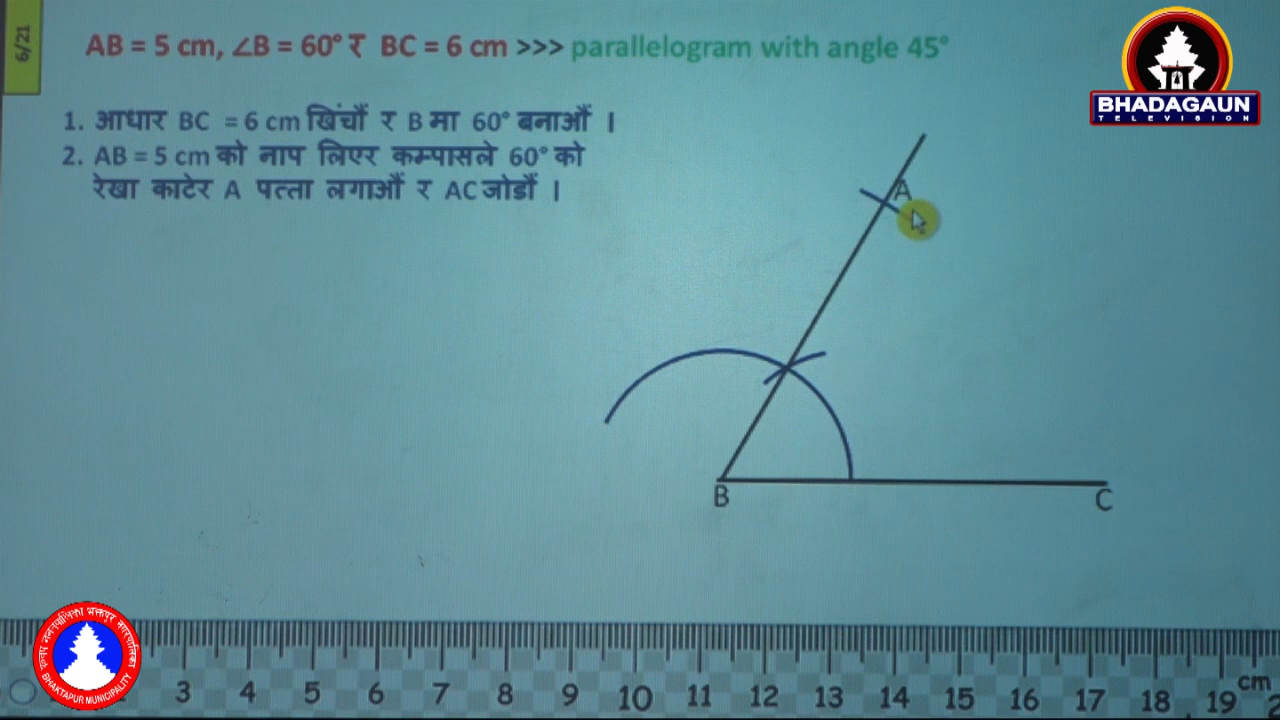 6/21
AB = 5 cm, ∠B = 60° र BC = 6 cm >>> parallelogram with angle 45°
BHADAGAUN
TELEVISION
1. आधार BC = 6 cm खिंचौं र B मा 60° बनाऔं ।
2. AB = 5 cm को नाप लिएर कम्पासले 60° को
रेखा काटेर A पत्ता लगाऔं र AC जोडौं ।
A
B
C
BHAKTAPUR MUNICIPALITY
3 4 5 6 7 8 9 10 11 12 13 14 15 16 17 18 19 cm